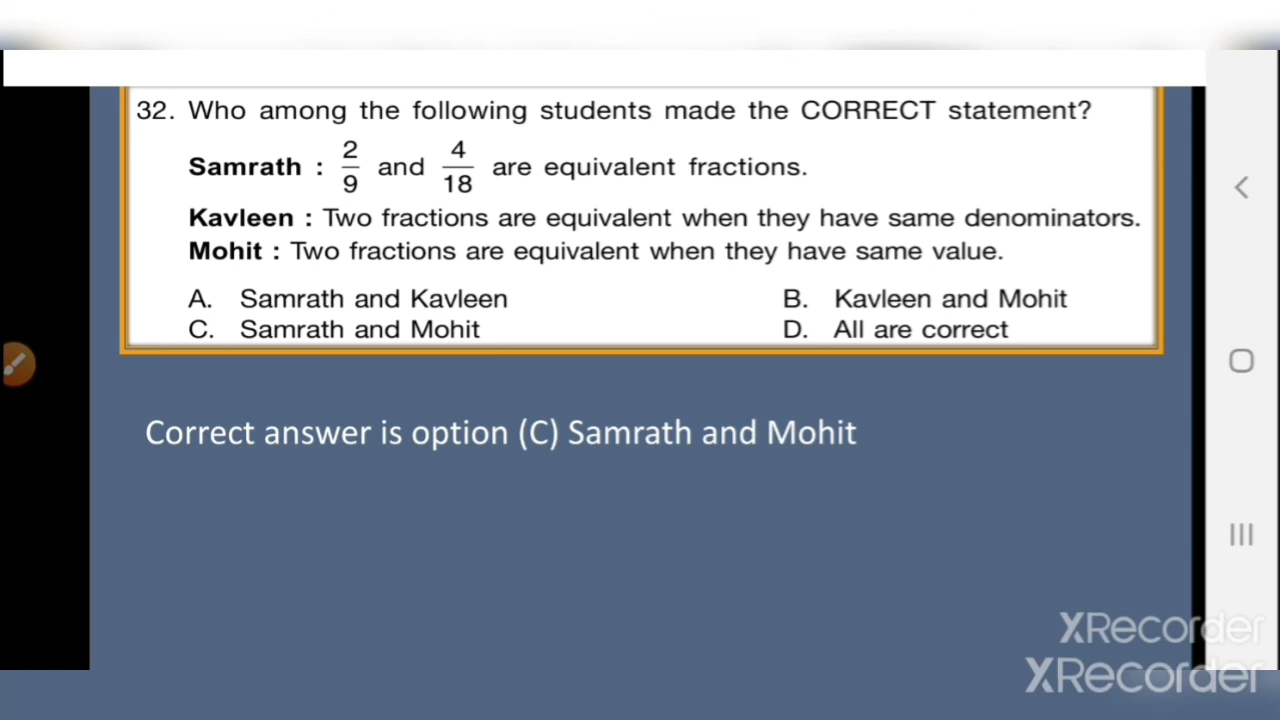 32. Who among the following students made the CORRECT statement?
Samrath : 2/9 and 4/18 are equivalent fractions.
Kavleen : Two fractions are equivalent when they have same denominators.
Mohit : Two fractions are equivalent when they have same value.
A. Samrath and Kavleen B. Kavleen and Mohit
C. Samrath and Mohit D. All are correct
Correct answer is option (C) Samrath and Mohit
XRecorder
XRecorder